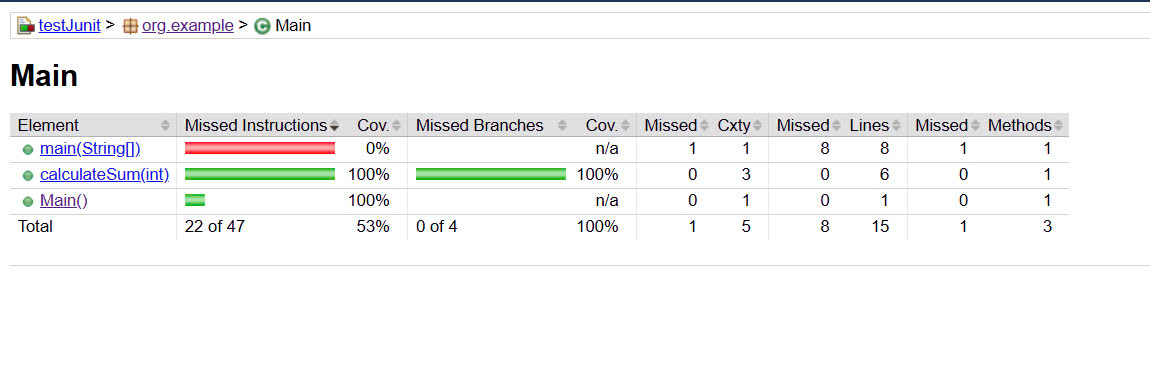 testJunit > org.example > Main
Main
Element Missed Instructions Cov. Missed Branches Cov. Missed Cxty Missed Lines Missed Methods
main(String[]) 0% n/a 1 1 8 8 1 1
calculateSum(int) 100% 100% 0 3 0 6 0 1
Main() 100% n/a 0 1 0 1 0 1
Total 22 of 47 53% 0 of 4 100% 1 5 8 15 1 3